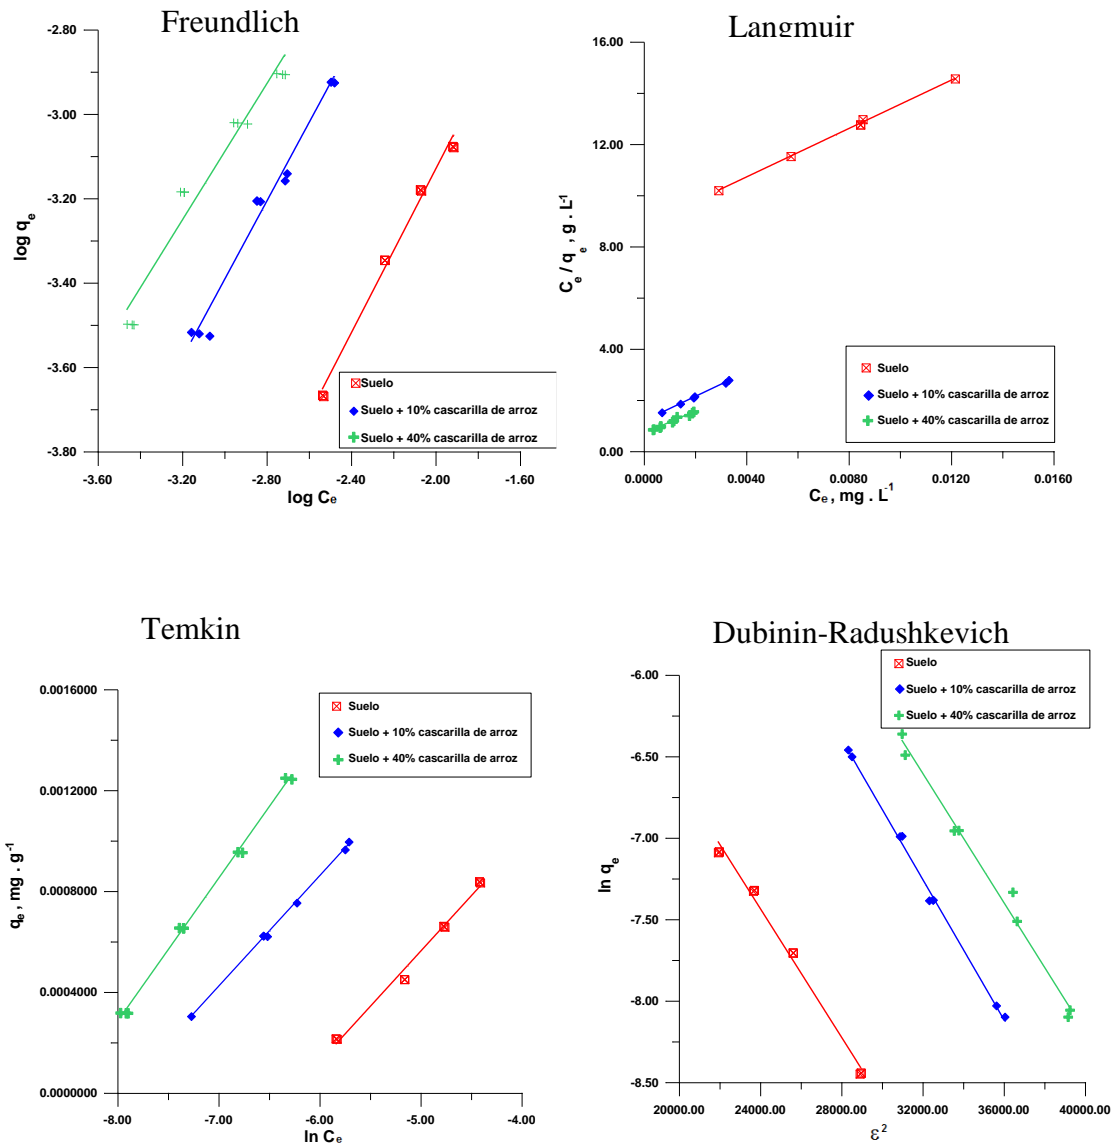 Freundlich
-2.80
-3.00
-3.20
-3.40
-3.60
-3.80
log qe
-3.60 -3.20 -2.80 -2.40 -2.00 -1.60
log Ce
Suelo
Suelo + 10% cascarilla de arroz
Suelo + 40% cascarilla de arroz
Langmuir
16.00
12.00
8.00
4.00
0.00
Ce / qe , g . L-1
0.0000 0.0040 0.0080 0.0120 0.0160
Ce , mg . L-1
Suelo
Suelo + 10% cascarilla de arroz
Suelo + 40% cascarilla de arroz
Temkin
0.0016000
0.0012000
0.0008000
0.0004000
0.0000000
qe, mg . g-1
-8.00 -7.00 -6.00 -5.00 -4.00
ln Ce
Suelo
Suelo + 10% cascarilla de arroz
Suelo + 40% cascarilla de arroz
Dubinin-Radushkevich
-6.00
-6.50
-7.00
-7.50
-8.00
-8.50
ln qe
20000.00 24000.00 28000.00 32000.00 36000.00 40000.00
ε2
Suelo
Suelo + 10% cascarilla de arroz
Suelo + 40% cascarilla de arroz